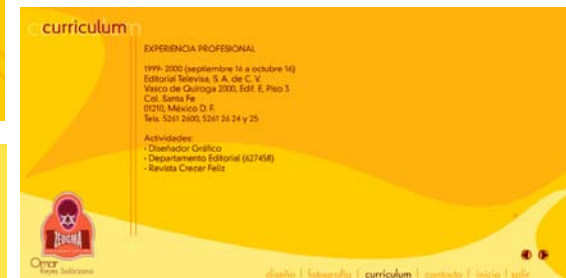 curriculum
EXPERIENCIA PROFESIONAL
1999- 2000 (septiembre 16 a octubre 16)
Editorial Televisa, S. A. de C. V.
Vasco de Quiroga 2000, Edif. E, Piso 3
Col. Santa Fe
01210, México D. F.
Tels. 5261 2600, 5261 26 24 y 25
Actividades:
- Diseñador Gráfico
- Departamento Editorial (627458)
- Revista Crecer Feliz
ZEUGMA
Omar
Reyes Solórzano
diseño | fotografía | curriculum | contacto | inicio | salir